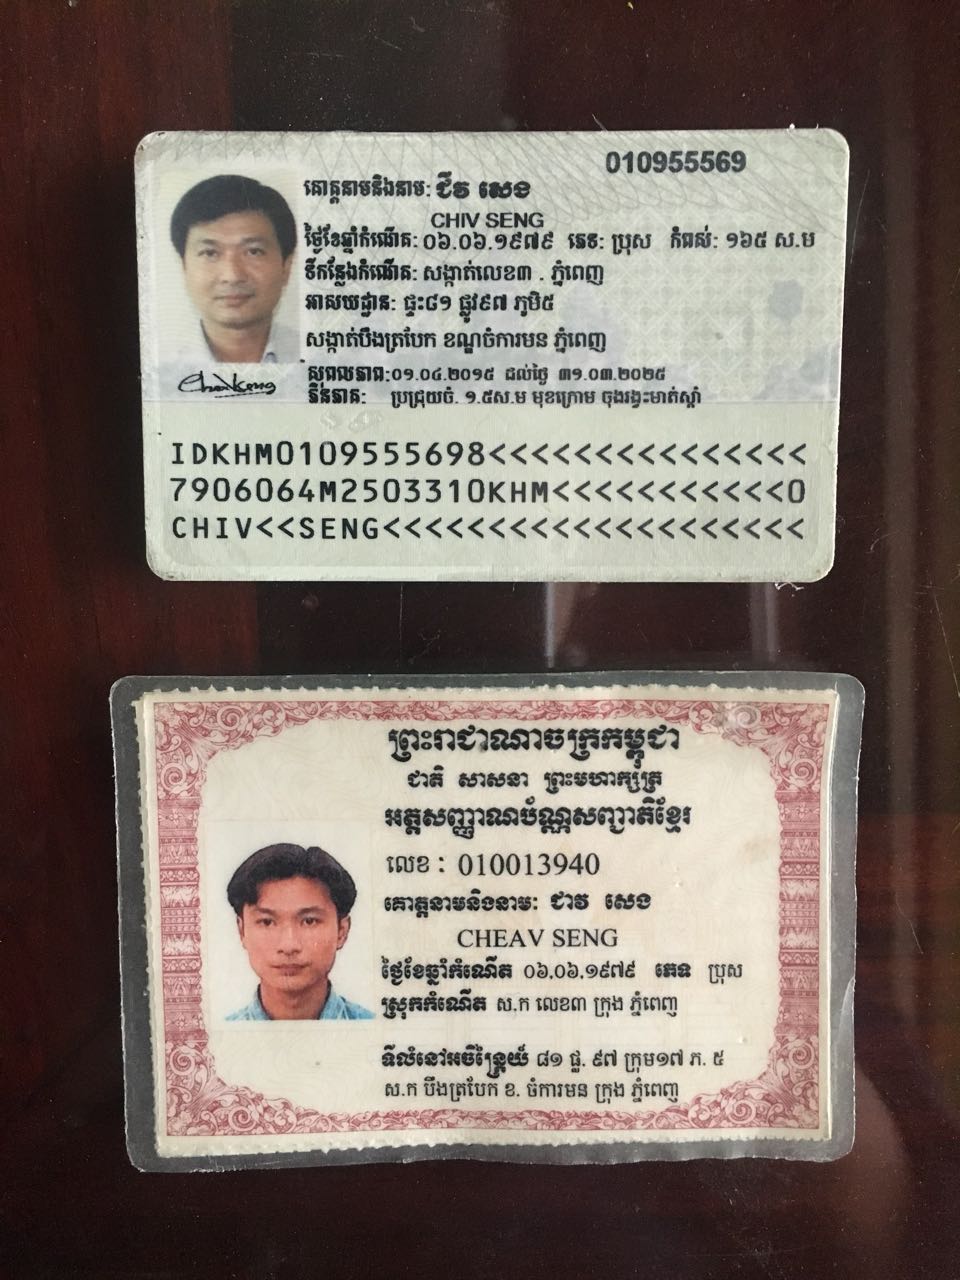 010955569
គោត្តនាមនិងនាម: ជីវ សេង
CHIV SENG
ថ្ងៃខែឆ្នាំកំណើត: ០៦.០៦.១៩៧៩ ភេទ: ប្រុស កំពស់: ១៦៥ ស.ម
ទីកន្លែងកំណើត: សង្កាត់លេខ៣ . ភ្នំពេញ
អាសយដ្ឋាន: ផ្ទះ៨១ ផ្លូវ៩៧ ភូមិ៥
សង្កាត់បឹងត្របែក ខណ្ឌចំការមន ភ្នំពេញ
សុពលភាព: ០១.០៤.២០១៥ ដល់ថ្ងៃ ៣១.០៣.២០២៥
ភិនភាគ: ប្រជ្រុយចំ. ១.៥ស.ម មុខក្រោម ចុងរង្វះមាត់ស្តាំ
IDKHM0109555698<<<<<<<<<<<<<<<
7906064M2503310KHM<<<<<<<<<<<0
CHIV<<SENG<<<<<<<<<<<<<<<<<<<<
ព្រះរាជាណាចក្រកម្ពុជា
ជាតិ សាសនា ព្រះមហាក្សត្រ
អត្តសញ្ញាណប័ណ្ណសញ្ជាតិខ្មែរ
លេខ : 010013940
គោត្តនាមនិងនាម: ជាវ សេង
CHEAV SENG
ថ្ងៃខែឆ្នាំកំណើត ០៦.០៦.១៩៧៩ ភេទ ប្រុស
ស្រុកកំណើត ស.ក លេខ៣ ក្រុង ភ្នំពេញ
ទីលំនៅអចិន្ត្រៃយ៍ ៨១ ផ្ល. ៩៧ ក្រុម១៧ ភ. ៥
ស.ក បឹងត្របែក ខ. ចំការមន ក្រុង ភ្នំពេញ